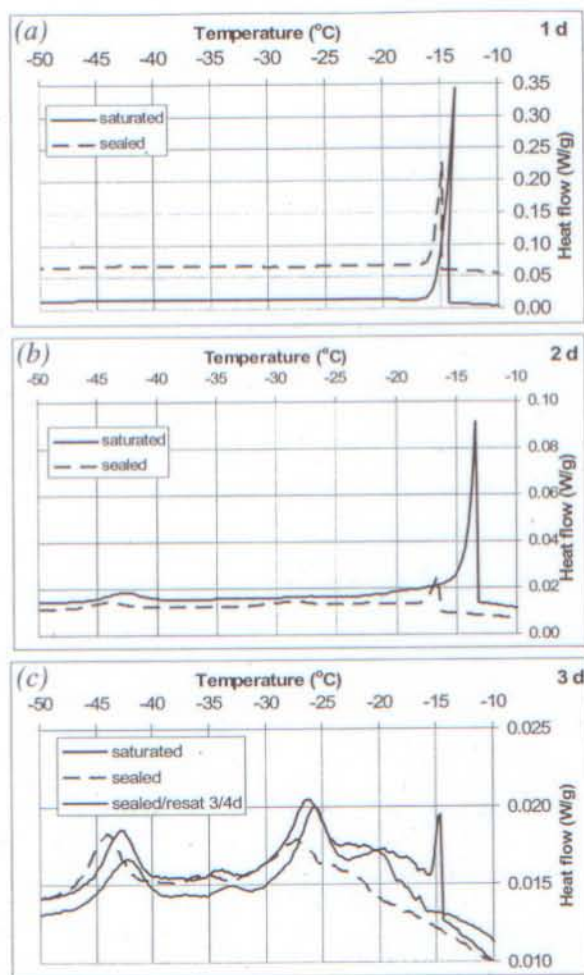 (a) Temperature (°C) 1 d
-50 -45 -40 -35 -30 -25 -20 -15 -10
0.35
0.30
0.25
0.20
0.15
0.10
0.05
0.00
Heat flow (W/g)
saturated
sealed
(b) Temperature (°C) 2 d
-50 -45 -40 -35 -30 -25 -20 -15 -10
0.10
0.08
0.06
0.04
0.02
0.00
Heat flow (W/g)
saturated
sealed
(c) Temperature (°C) 3 d
-50 -45 -40 -35 -30 -25 -20 -15 -10
0.025
0.020
0.015
0.010
Heat flow (W/g)
saturated
sealed
sealed/resat 3/4d